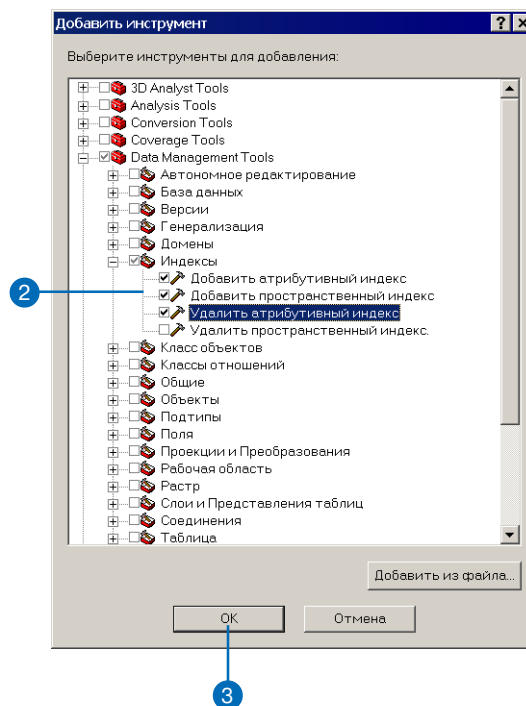 Добавить инструмент
Выберите инструменты для добавления:
3D Analyst Tools
Analysis Tools
Conversion Tools
Coverage Tools
Data Management Tools
Автономное редактирование
База данных
Версии
Генерализация
Домены
Индексы
Добавить атрибутивный индекс
2
Добавить пространственный индекс
Удалить атрибутивный индекс
Удалить пространственный индекс.
Класс объектов
Классы отношений
Общие
Объекты
Подтипы
Поля
Проекции и Преобразования
Рабочая область
Растр
Слои и Представления таблиц
Соединения
Таблица
Добавить из файла...
OK
Отмена
3